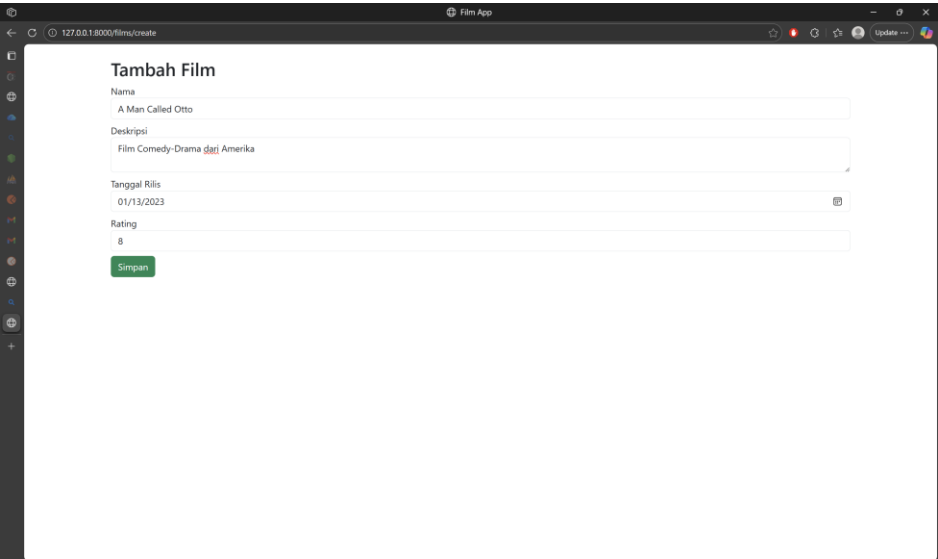 Film App
127.0.0.1:8000/films/create
Update
Tambah Film
Nama
A Man Called Otto
Deskripsi
Film Comedy-Drama dari Amerika
Tanggal Rilis
01/13/2023
Rating
8
Simpan